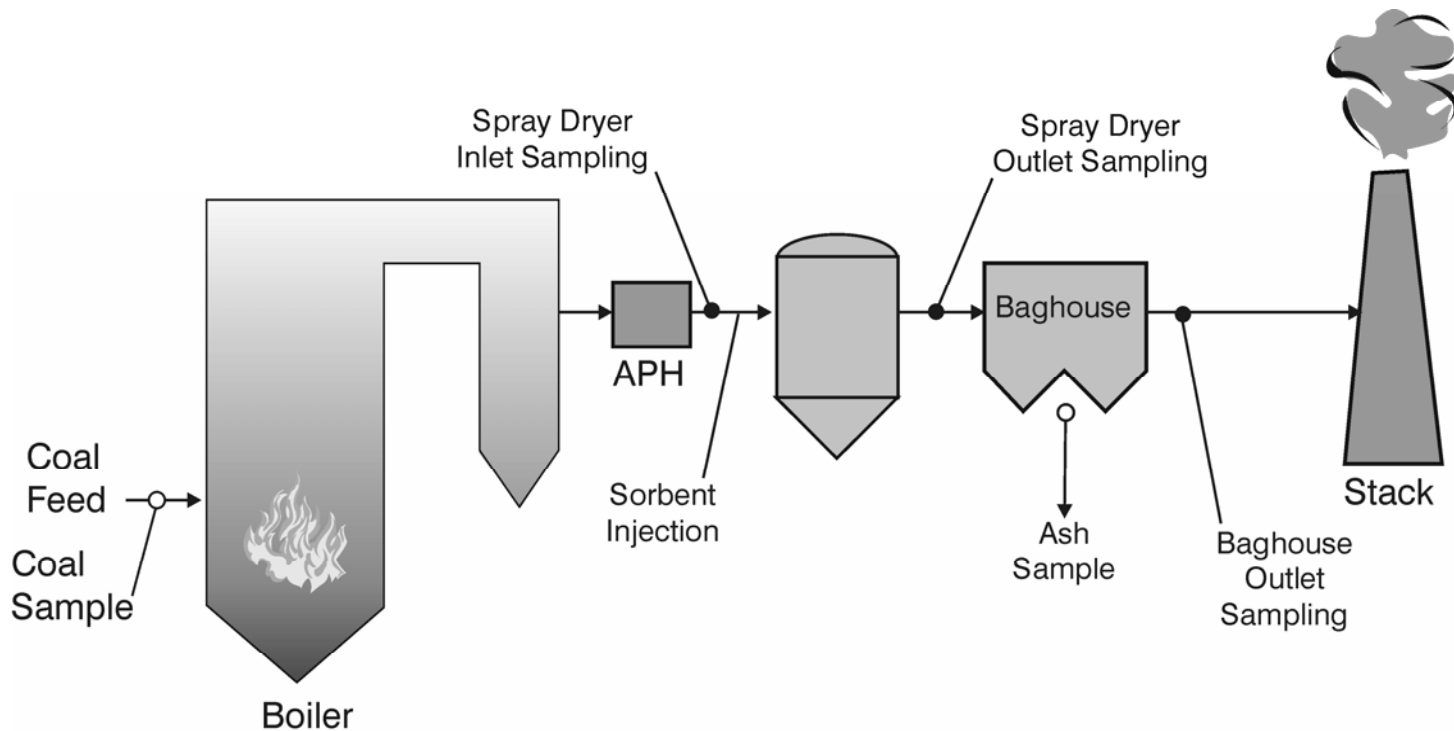 Spray Dryer
Inlet Sampling
Spray Dryer
Outlet Sampling
Baghouse
APH
Coal
Feed
Coal
Sample
Sorbent
Injection
Ash
Sample
Baghouse
Outlet
Sampling
Stack
Boiler